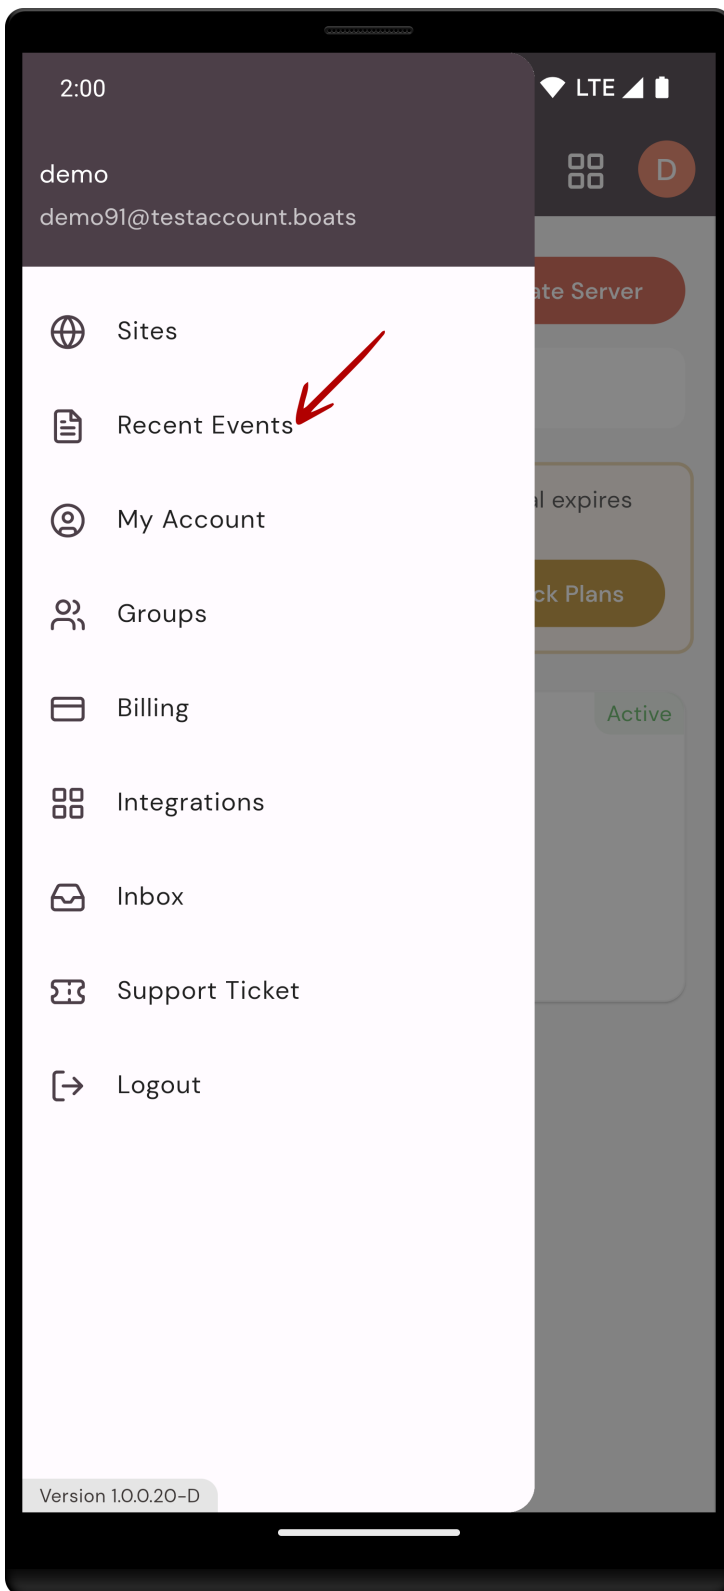 2:00
LTE
demo
demo91@testaccount.boats
D
ate Server
Sites
Recent Events
My Account
al expires
Groups
ck Plans
Billing
Active
Integrations
Inbox
Support Ticket
Logout
Version 1.0.0.20-D